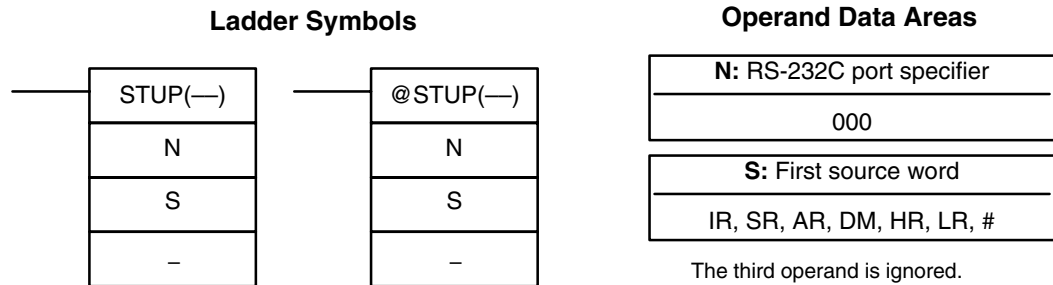 Ladder Symbols
STUP(––)
N
S
–
@STUP(––)
N
S
–
Operand Data Areas
N: RS-232C port specifier
000
S: First source word
IR, SR, AR, DM, HR, LR, #
The third operand is ignored.